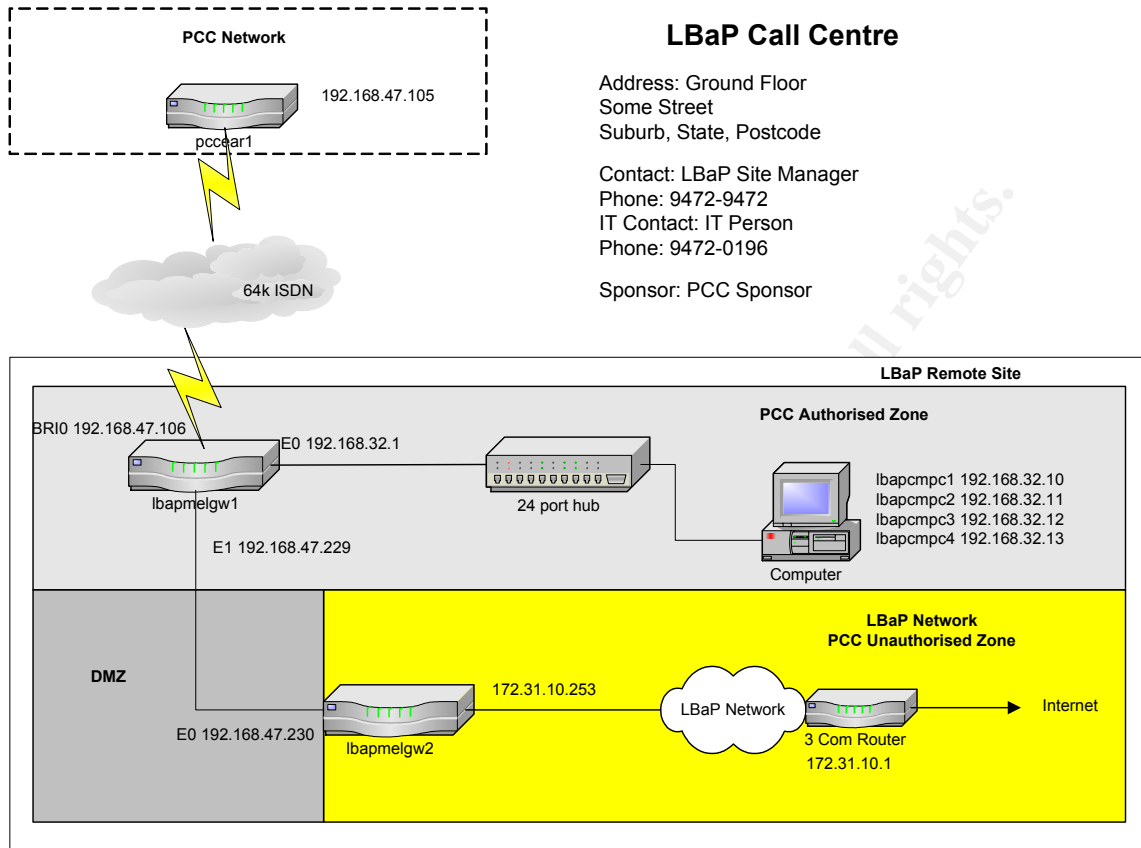 PCC Network
192.168.47.105
pccear1
64k ISDN
LBaP Call Centre
Address: Ground Floor
Some Street
Suburb, State, Postcode
Contact: LBaP Site Manager
Phone: 9472-9472
IT Contact: IT Person
Phone: 9472-0196
Sponsor: PCC Sponsor
ll rights.
LBaP Remote Site
PCC Authorised Zone
BRI0 192.168.47.106
E0 192.168.32.1
lbapmelgw1
24 port hub
lbapcmpc1 192.168.32.10
lbapcmpc2 192.168.32.11
lbapcmpc3 192.168.32.12
lbapcmpc4 192.168.32.13
Computer
E1 192.168.47.229
LBaP Network
PCC Unauthorised Zone
DMZ
172.31.10.253
LBaP Network
Internet
E0 192.168.47.230
lbapmelgw2
3 Com Router
172.31.10.1